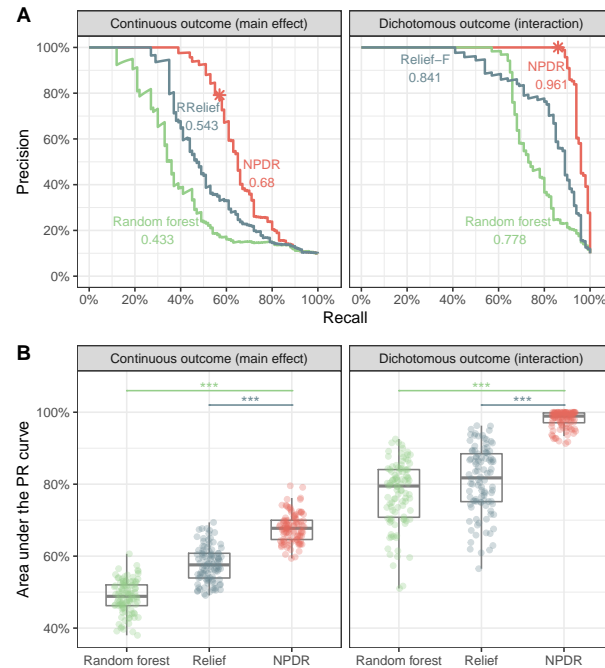 A
Continuous outcome (main effect)
Dichotomous outcome (interaction)
Precision
100%
80%
60%
40%
20%
0%
RRelief
0.543
NPDR
0.68
Random forest
0.433
Relief−F
0.841
NPDR
0.961
Random forest
0.778
0% 20% 40% 60% 80% 100%
0% 20% 40% 60% 80% 100%
Recall
B
Continuous outcome (main effect)
Dichotomous outcome (interaction)
Area under the PR curve
100%
80%
60%
40%
***
***
***
***
Random forest Relief NPDR
Random forest Relief NPDR